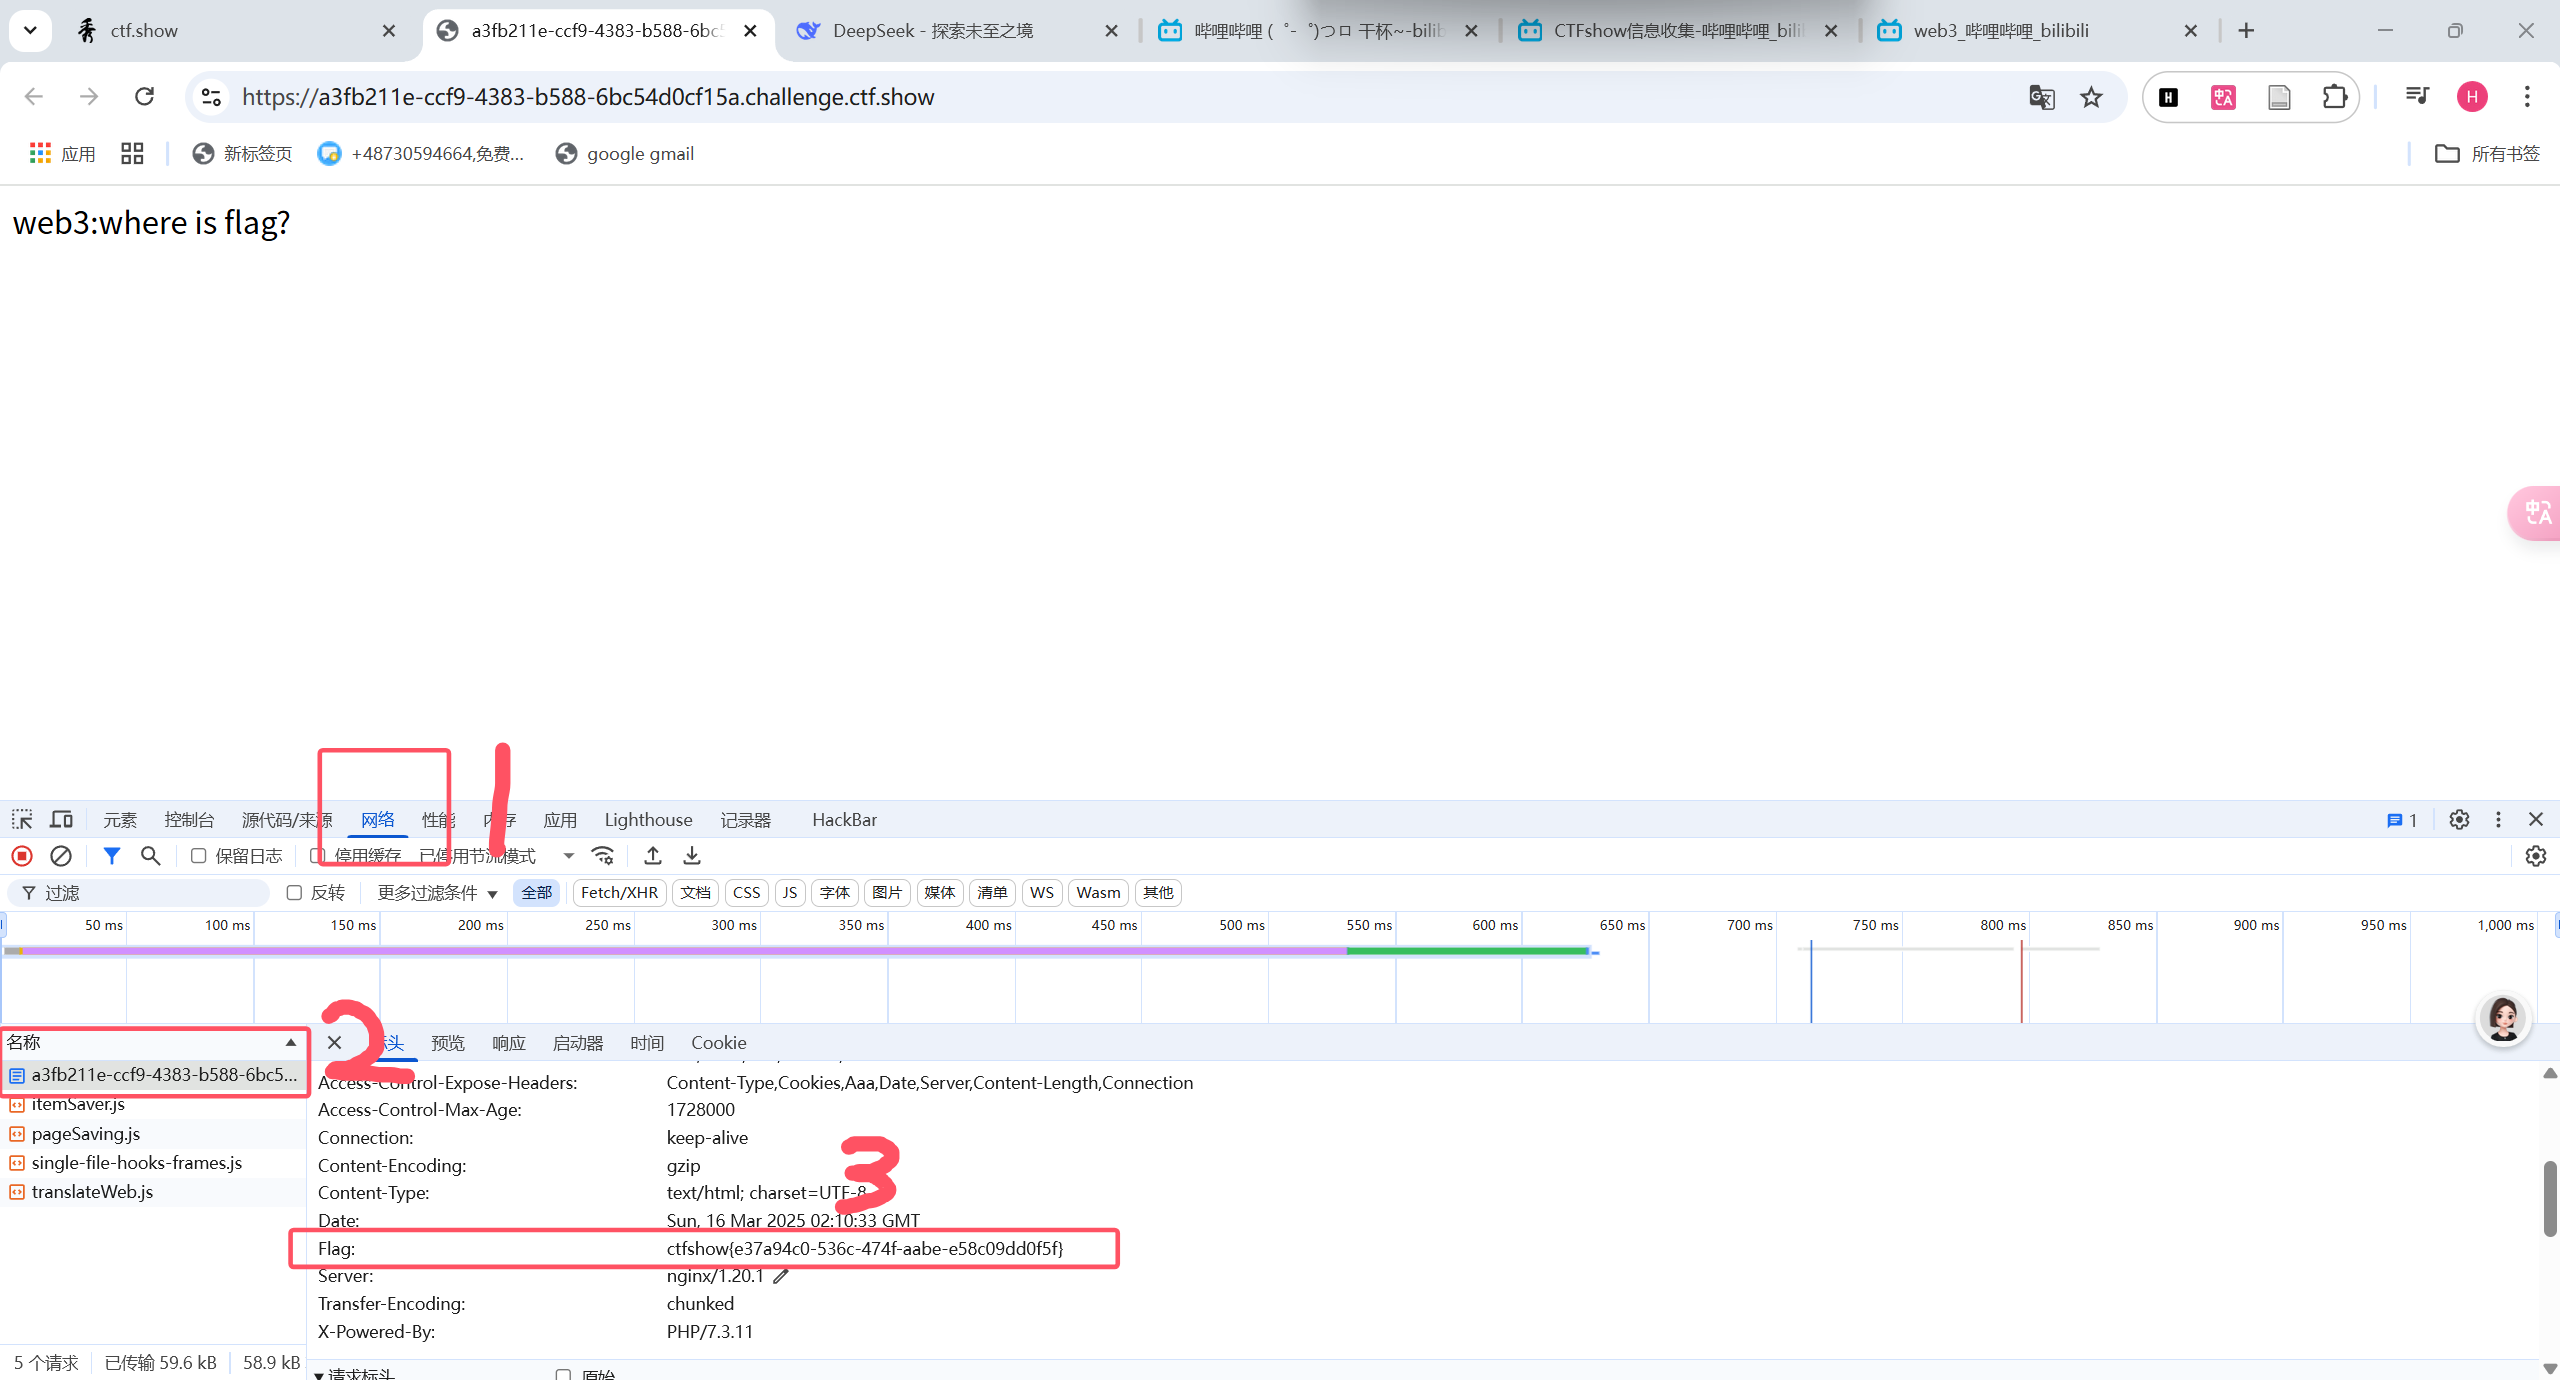 ctf.show
a3fb211e-ccf9-4383-b588-6bc5
DeepSeek - 探索未至之境
哔哩哔哩 (゜-゜)つロ 干杯~-bilib
CTFshow信息收集-哔哩哔哩_bilil
web3_哔哩哔哩_bilibili
https://a3fb211e-ccf9-4383-b588-6bc54d0cf15a.challenge.ctf.show
H
中A
H
应用
新标签页
+48730594664,免费...
google gmail
所有书签
web3:where is flag?
中A
1
元素 控制台 源代码/来源 网络 性能 内存 应用 Lighthouse 记录器 HackBar
1
保留日志 停用缓存 已停用节流模式
过滤 反转 更多过滤条件 全部 Fetch/XHR 文档 CSS JS 字体 图片 媒体 清单 WS Wasm 其他
50 ms 100 ms 150 ms 200 ms 250 ms 300 ms 350 ms 400 ms 450 ms 500 ms 550 ms 600 ms 650 ms 700 ms 750 ms 800 ms 850 ms 900 ms 950 ms 1,000 ms
2
名称
头 预览 响应 启动器 时间 Cookie
a3fb211e-ccf9-4383-b588-6bc5...
itemSaver.js
pageSaving.js
single-file-hooks-frames.js
translateWeb.js
Access-Control-Expose-Headers: Content-Type,Cookies,Aaa,Date,Server,Content-Length,Connection
Access-Control-Max-Age: 1728000
Connection: keep-alive
3
Content-Encoding: gzip
Content-Type: text/html; charset=UTF-8
Date: Sun, 16 Mar 2025 02:10:33 GMT
Flag: ctfshow{e37a94c0-536c-474f-aabe-e58c09dd0f5f}
Server: nginx/1.20.1
Transfer-Encoding: chunked
X-Powered-By: PHP/7.3.11
5 个请求 已传输 59.6 kB 58.9 kB
请求标头 原始